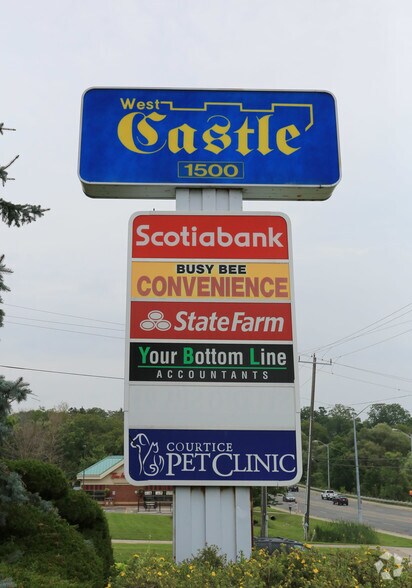 West
Castle
1500
Scotiabank
BUSY BEE
CONVENIENCE
State Farm
Your Bottom Line
ACCOUNTANTS
COURTICE
PET CLINIC